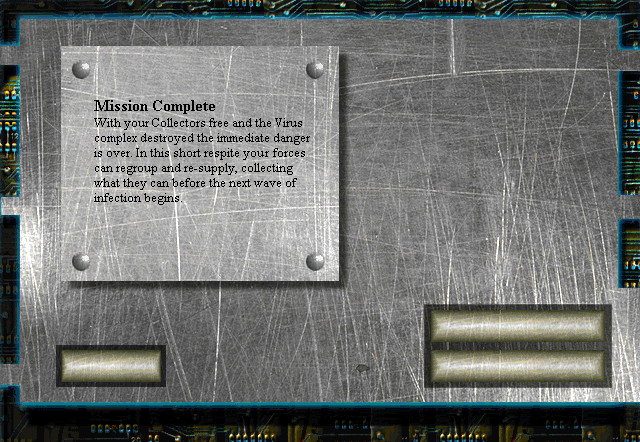 Mission Complete
With your Collectors free and the Virus
complex destroyed the immediate danger
is over. In this short respite your forces
can regroup and re-supply, collecting
what they can before the next wave of
infection begins.